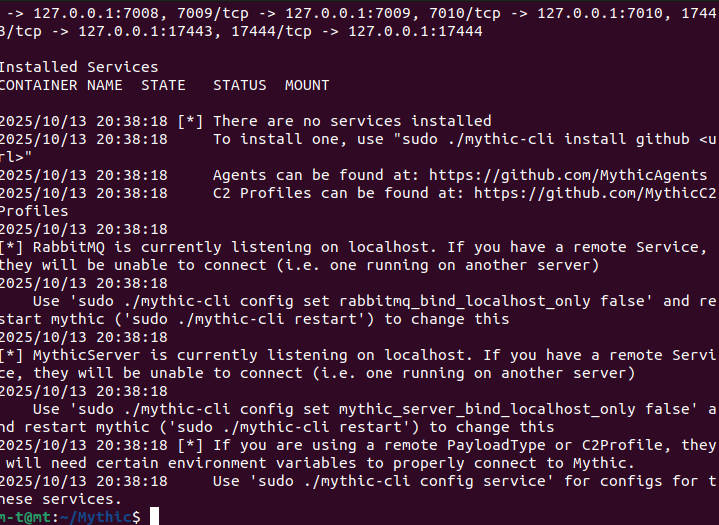 -> 127.0.0.1:7008, 7009/tcp -> 127.0.0.1:7009, 7010/tcp -> 127.0.0.1:7010, 1744
3/tcp -> 127.0.0.1:17443, 17444/tcp -> 127.0.0.1:17444
Installed Services
CONTAINER NAME  STATE   STATUS  MOUNT
2025/10/13 20:38:18 [*] There are no services installed
2025/10/13 20:38:18     To install one, use "sudo ./mythic-cli install github <u
rl>"
2025/10/13 20:38:18     Agents can be found at: https://github.com/MythicAgents
2025/10/13 20:38:18     C2 Profiles can be found at: https://github.com/MythicC2
Profiles
2025/10/13 20:38:18
[*] RabbitMQ is currently listening on localhost. If you have a remote Service,
they will be unable to connect (i.e. one running on another server)
2025/10/13 20:38:18
    Use 'sudo ./mythic-cli config set rabbitmq_bind_localhost_only false' and re
start mythic ('sudo ./mythic-cli restart') to change this
2025/10/13 20:38:18
[*] MythicServer is currently listening on localhost. If you have a remote Servi
ce, they will be unable to connect (i.e. one running on another server)
2025/10/13 20:38:18
    Use 'sudo ./mythic-cli config set mythic_server_bind_localhost_only false' a
nd restart mythic ('sudo ./mythic-cli restart') to change this
2025/10/13 20:38:18 [*] If you are using a remote PayloadType or C2Profile, they
 will need certain environment variables to properly connect to Mythic.
2025/10/13 20:38:18     Use 'sudo ./mythic-cli config service' for configs for t
hese services.
m-t@mt:~/Mythic$